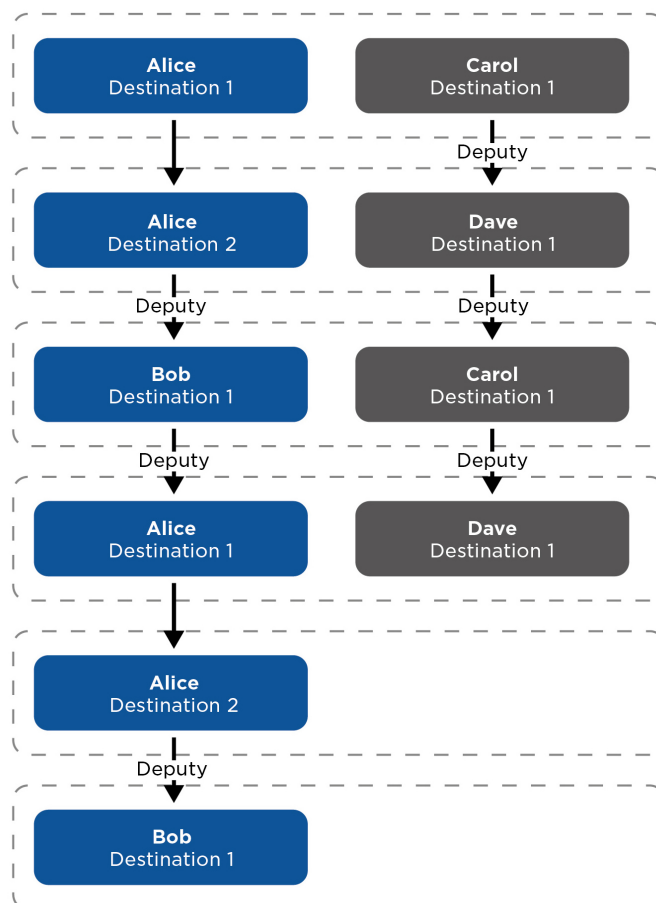 Alice
Destination 1
Carol
Destination 1
Deputy
Alice
Destination 2
Dave
Destination 1
Deputy
Deputy
Bob
Destination 1
Carol
Destination 1
Deputy
Deputy
Alice
Destination 1
Dave
Destination 1
Alice
Destination 2
Deputy
Bob
Destination 1